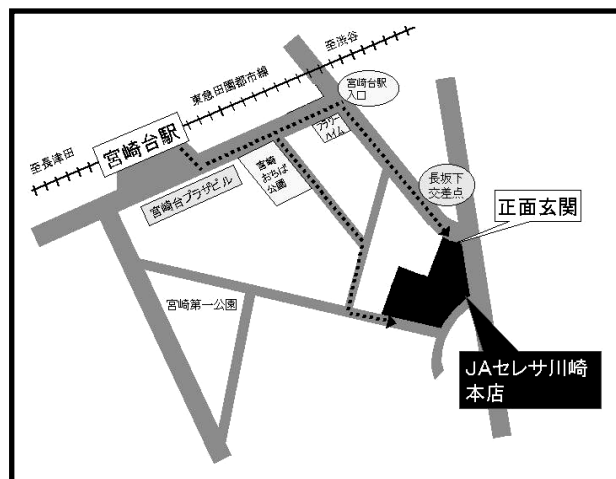 至渋谷
東急田園都市線
宮崎台駅
入口
宮崎台駅
至長津田
フラリー
ハイム
宮崎
おちば
公園
宮崎台プラザビル
長坂下
交差点
正面玄関
宮崎第一公園
JAセレサ川崎
本店